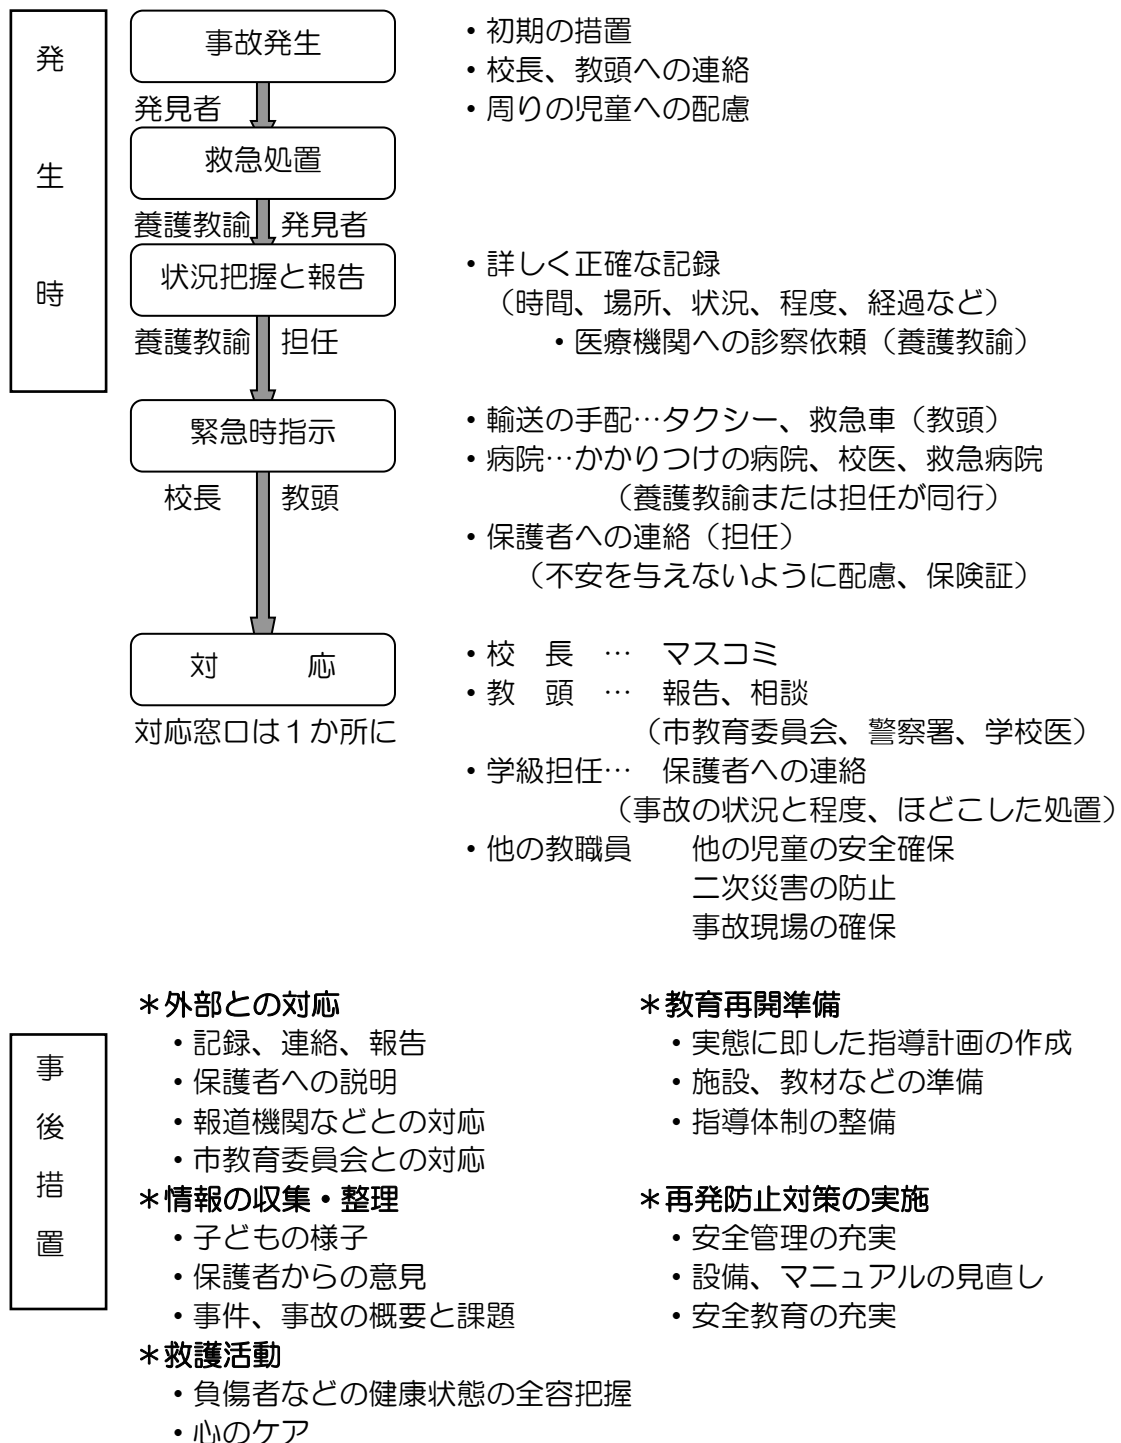 発生時
事故発生
・初期の措置
・校長、教頭への連絡
発見者
・周りの児童への配慮
救急処置
養護教諭 発見者
状況把握と報告
・詳しく正確な記録
（時間、場所、状況、程度、経過など）
養護教諭 担任
・医療機関への診察依頼（養護教諭）
緊急時指示
・輸送の手配…タクシー、救急車（教頭）
・病院…かかりつけの病院、校医、救急病院
校長 教頭
（養護教諭または担任が同行）
・保護者への連絡（担任）
（不安を与えないように配慮、保険証）
対　　　応
・校　長　…　マスコミ
・教　頭　…　報告、相談
対応窓口は１か所に
（市教育委員会、警察署、学校医）
・学級担任…　保護者への連絡
（事故の状況と程度、ほどこした処置）
・他の教職員　　他の児童の安全確保
二次災害の防止
事故現場の確保
事後措置
＊外部との対応
・記録、連絡、報告
・保護者への説明
・報道機関などとの対応
・市教育委員会との対応
＊情報の収集・整理
・子どもの様子
・保護者からの意見
・事件、事故の概要と課題
＊救護活動
・負傷者などの健康状態の全容把握
・心のケア
＊教育再開準備
・実態に即した指導計画の作成
・施設、教材などの準備
・指導体制の整備
＊再発防止対策の実施
・安全管理の充実
・設備、マニュアルの見直し
・安全教育の充実